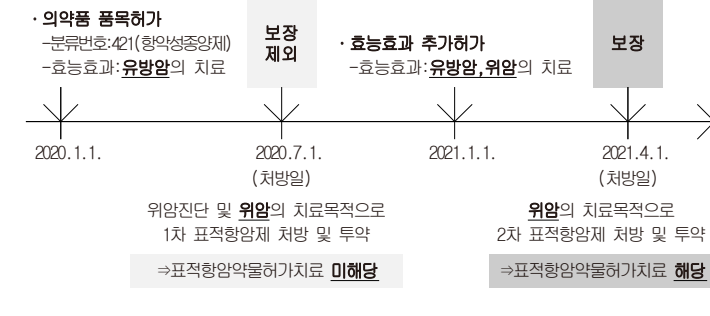 · 의약품 품목허가
-분류번호:421(항악성종양제)
-효능효과:유방암의 치료
보장
제외
· 효능효과 추가허가
-효능효과:유방암,위암의 치료
보장
2020.1.1.
2020.7.1.
(처방일)
2021.1.1.
2021.4.1.
(처방일)
위암진단 및 위암의 치료목적으로
1차 표적항암제 처방 및 투약
⇒표적항암약물허가치료 미해당
위암의 치료목적으로
2차 표적항암제 처방 및 투약
⇒표적항암약물허가치료 해당